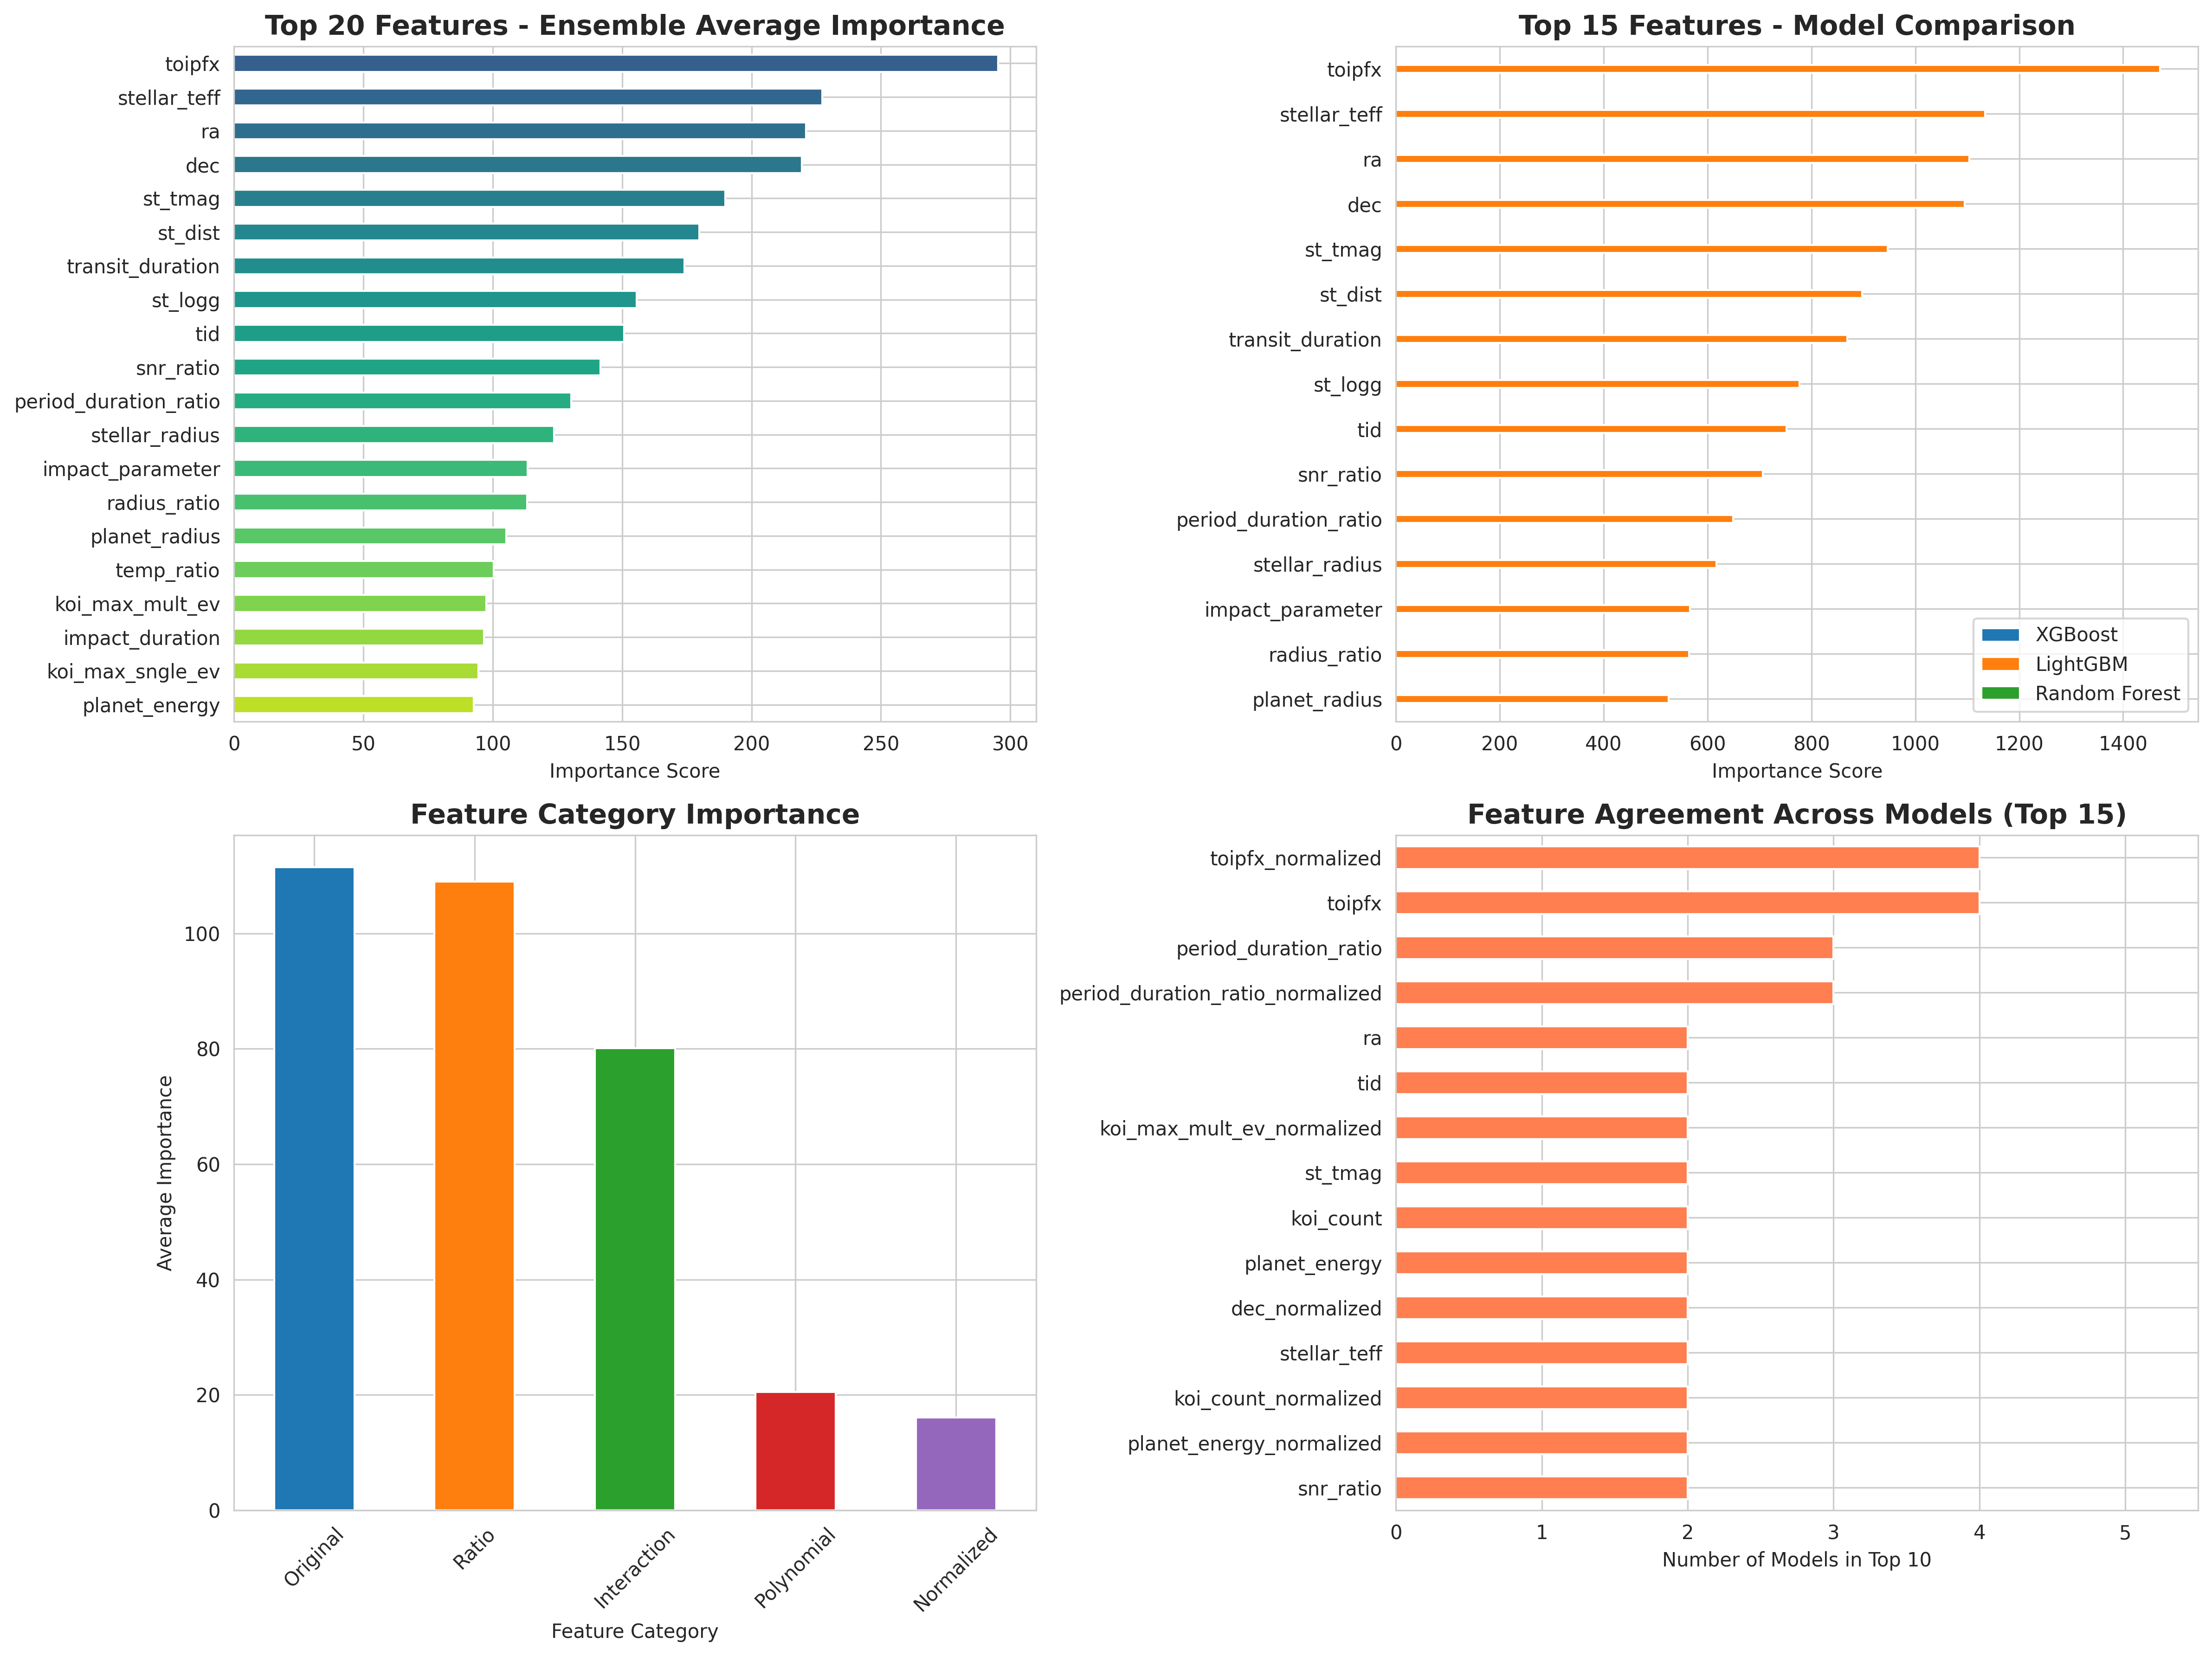 Top 20 Features - Ensemble Average Importance
toipfx
stellar_teff
ra
dec
st_tmag
st_dist
transit_duration
st_logg
tid
snr_ratio
period_duration_ratio
stellar_radius
impact_parameter
radius_ratio
planet_radius
temp_ratio
koi_max_mult_ev
impact_duration
koi_max_sngle_ev
planet_energy
0 50 100 150 200 250 300
Importance Score
Top 15 Features - Model Comparison
toipfx
stellar_teff
ra
dec
st_tmag
st_dist
transit_duration
st_logg
tid
snr_ratio
period_duration_ratio
stellar_radius
impact_parameter
radius_ratio
planet_radius
XGBoost
LightGBM
Random Forest
0 200 400 600 800 1000 1200 1400
Importance Score
Feature Category Importance
100
80
60
40
20
0
Average Importance
Original Ratio Interaction Polynomial Normalized
Feature Category
Feature Agreement Across Models (Top 15)
toipfx_normalized
toipfx
period_duration_ratio
period_duration_ratio_normalized
ra
tid
koi_max_mult_ev_normalized
st_tmag
koi_count
planet_energy
dec_normalized
stellar_teff
koi_count_normalized
planet_energy_normalized
snr_ratio
0 1 2 3 4 5
Number of Models in Top 10